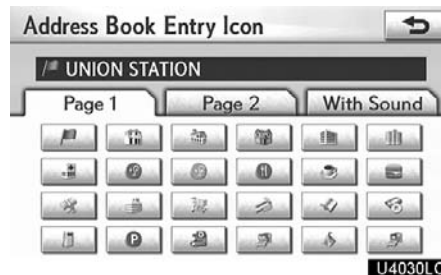 Address Book Entry Icon
UNION STATION
Page 1 Page 2 With Sound
P
U4030LC